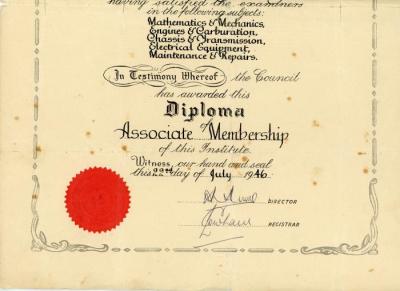 having satisfied the examiners
in the following subjects:
Mathematics & Mechanics,
Engines & Carburation,
Chassis & Transmission,
Electrical Equipment,
Maintenance & Repairs.
In Testimony Whereof the Council
has awarded this
Diploma
of
Associate Membership
of this Institute.
Witness, our hand and seal
this 22nd day of July 1946
DIRECTOR
REGISTRAR